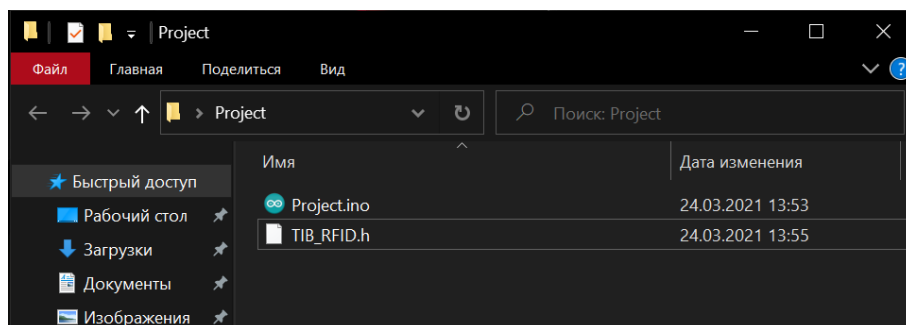 Project
Файл Главная Поделиться Вид
Project Поиск: Project
Имя Дата изменения
Быстрый доступ
Рабочий стол
Загрузки
Документы
Изображения
Project.ino 24.03.2021 13:53
TIB_RFID.h 24.03.2021 13:55